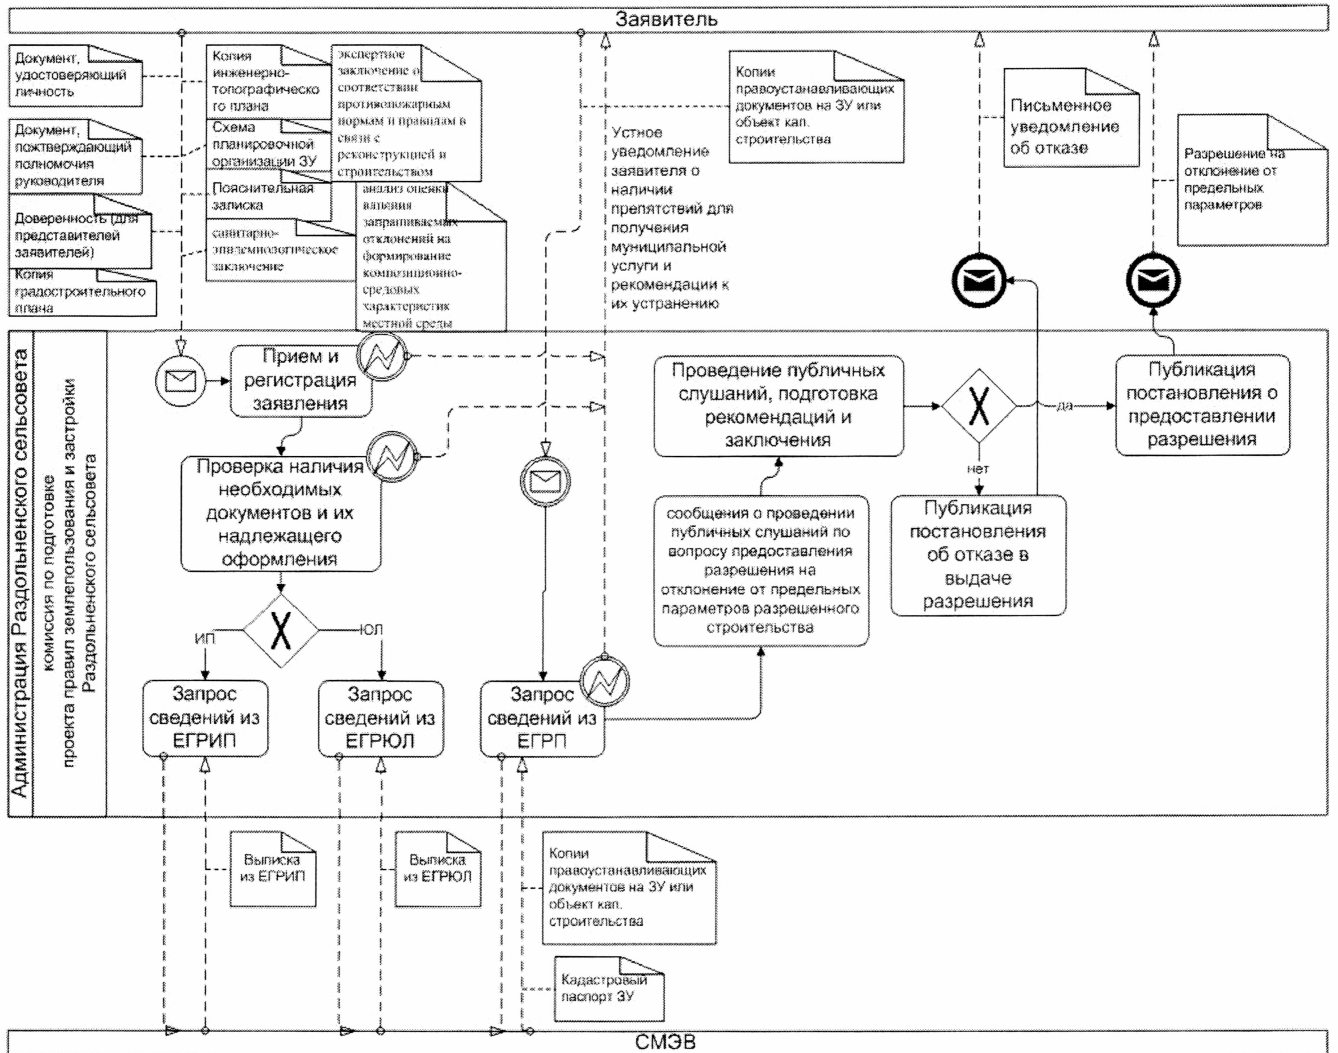 Заявитель
Документ,
удостоверяющий
личность
Документ,
пожтверждающий
полномочия
руководителя
Доверенность (для
представителей
заявителей)
Копия
градостроительного
плана
Копия
инженерно-
топографическо
го плана
Схема
планировочной
организации ЗУ
Пояснительная
записка
санитарно-
эпидемиологическое
заключение
экспертное
заключение о
соответствии
противопожарным
нормам и правилам в
связи с
реконструкцией и
строительством
анализ оценки
влияния
запрашиваемых
отклонений на
формирование
композиционно-
средовых
характеристик
местной среды
Устное
уведомление
заявителя о
наличии
препятствий для
получения
муниципальной
услуги и
рекомендации к
их устранению
Копии
правоустанавливающих
документов на ЗУ или
объект кап.
строительства
Письменное
уведомление
об отказе
Разрешение на
отклонение от
предельных
параметров
Администрация Раздольненского сельсовета
комиссия по подготовке
проекта правил землепользования и застройки
Раздольненского сельсовета
Прием и
регистрация
заявления
Проверка наличия
необходимых
документов и их
надлежащего
оформления
ИП
ЮЛ
Запрос
сведений из
ЕГРИП
Запрос
сведений из
ЕГРЮЛ
Запрос
сведений из
ЕГРП
сообщения о проведении
публичных слушаний по
вопросу предоставления
разрешения на
отклонение от предельных
параметров разрешенного
строительства
Проведение публичных
слушаний, подготовка
рекомендаций и
заключения
да
нет
Публикация
постановления
об отказе в
выдаче
разрешения
Публикация
постановления о
предоставлении
разрешения
Выписка
из ЕГРИП
Выписка
из ЕГРЮЛ
Копии
правоустанавливающих
документов на ЗУ или
объект кап.
строительства
Кадастровый
паспорт ЗУ
СМЭВ